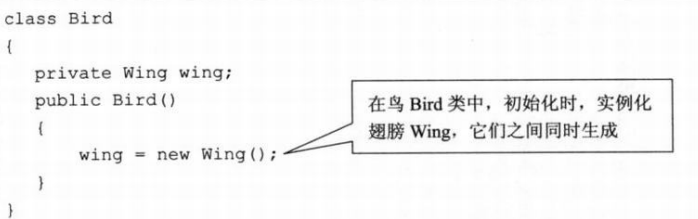 class Bird
{
private Wing wing;
public Bird()
{
wing = new Wing();
}
}
在鸟 Bird 类中，初始化时，实例化
翅膀 Wing，它们之间同时生成